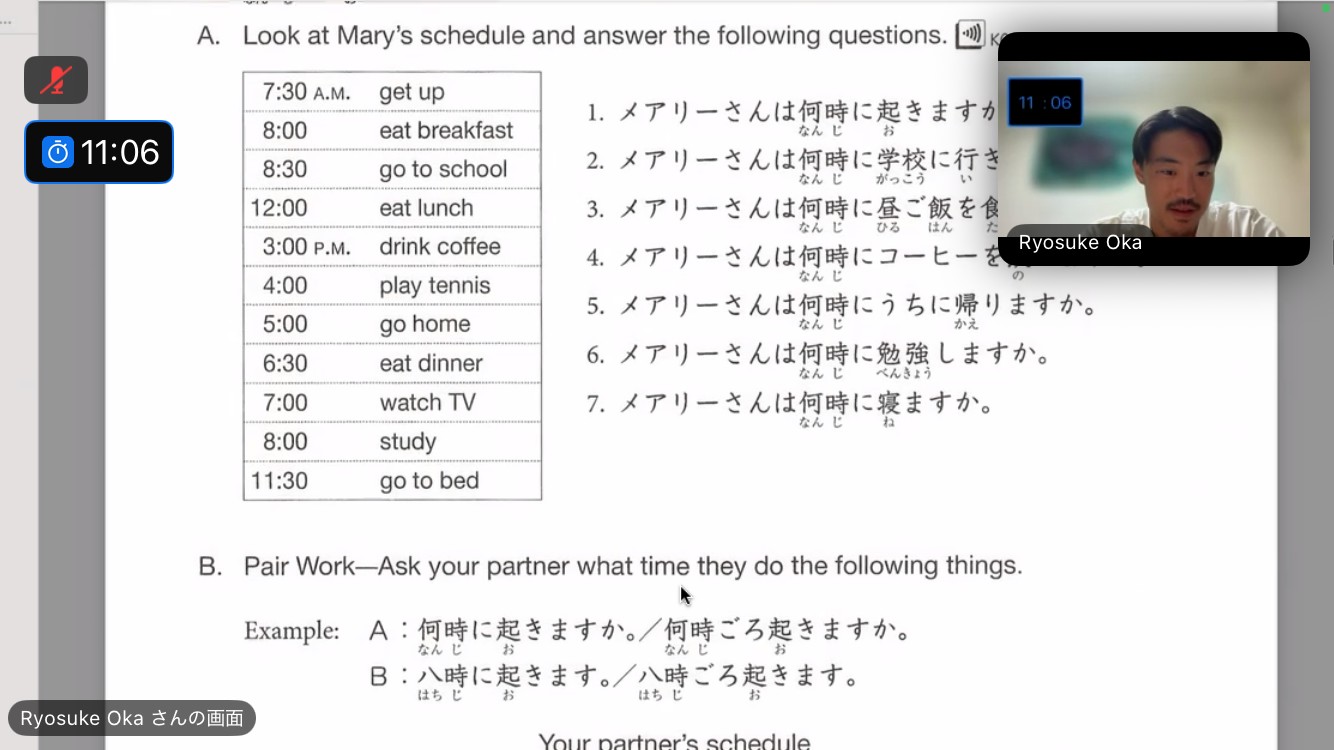 A. Look at Mary's schedule and answer the following questions.
7:30 A.M. get up
8:00 eat breakfast
8:30 go to school
12:00 eat lunch
3:00 P.M. drink coffee
4:00 play tennis
5:00 go home
6:30 eat dinner
7:00 watch TV
8:00 study
11:30 go to bed
1. メアリーさんは何時に起きますか
なん じ お
2. メアリーさんは何時に学校に行き
なん じ がっこう い
3. メアリーさんは何時に昼ご飯を食
なん じ ひる はん た
4. メアリーさんは何時にコーヒーを
なん じ の
5. メアリーさんは何時にうちに帰りますか。
なん じ かえ
6. メアリーさんは何時に勉強しますか。
なん じ べんきょう
7. メアリーさんは何時に寝ますか。
なん じ ね
B. Pair Work—Ask your partner what time they do the following things.
Example: A：何時に起きますか。／何時ごろ起きますか。
なん じ お なん じ お
B：八時に起きます。／八時ごろ起きます。
はち じ お はち じ お
Your partner's schedule
11:06
11:06
Ryosuke Oka
Ryosuke Oka さんの画面